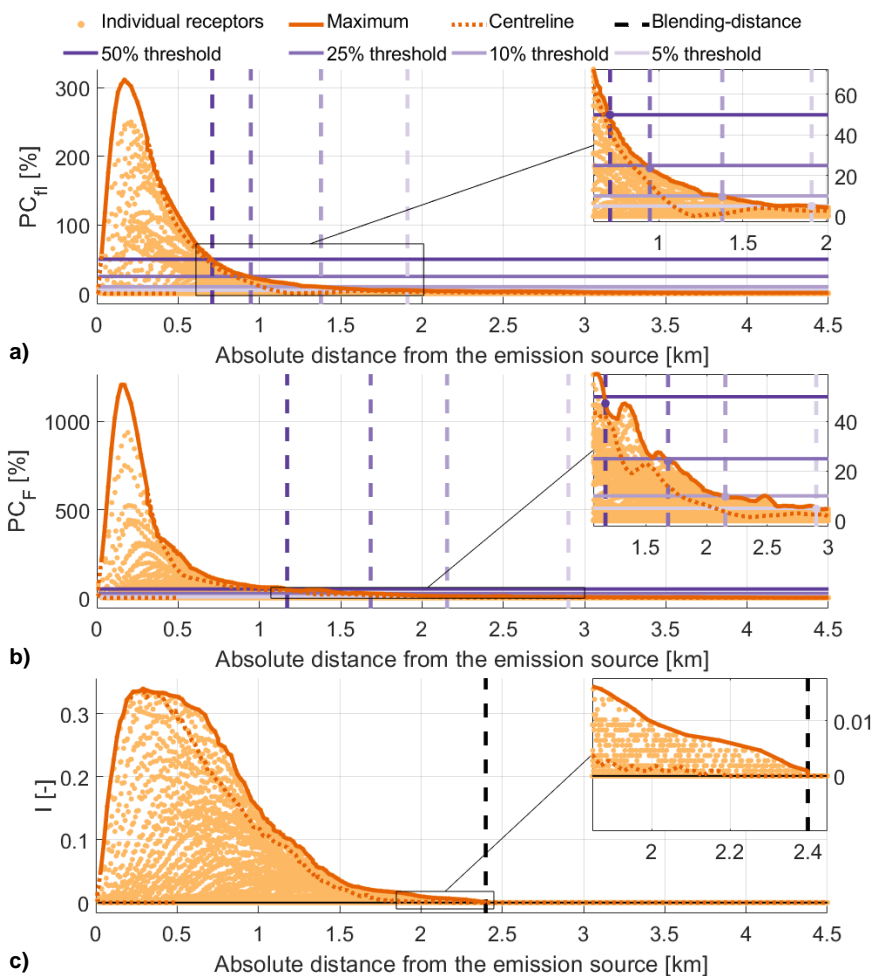 Individual receptors Maximum Centreline Blending-distance
50% threshold 25% threshold 10% threshold 5% threshold
300
200
100
0
PC_fl [%]
60
40
20
0
1 1.5 2
0 0.5 1 1.5 2 2.5 3 3.5 4 4.5
a) Absolute distance from the emission source [km]
1000
500
0
PC_F [%]
40
20
0
1.5 2 2.5 3
0 0.5 1 1.5 2 2.5 3 3.5 4 4.5
b) Absolute distance from the emission source [km]
0.3
0.2
0.1
0
I [-]
0.01
0
2 2.2 2.4
0 0.5 1 1.5 2 2.5 3 3.5 4 4.5
c) Absolute distance from the emission source [km]